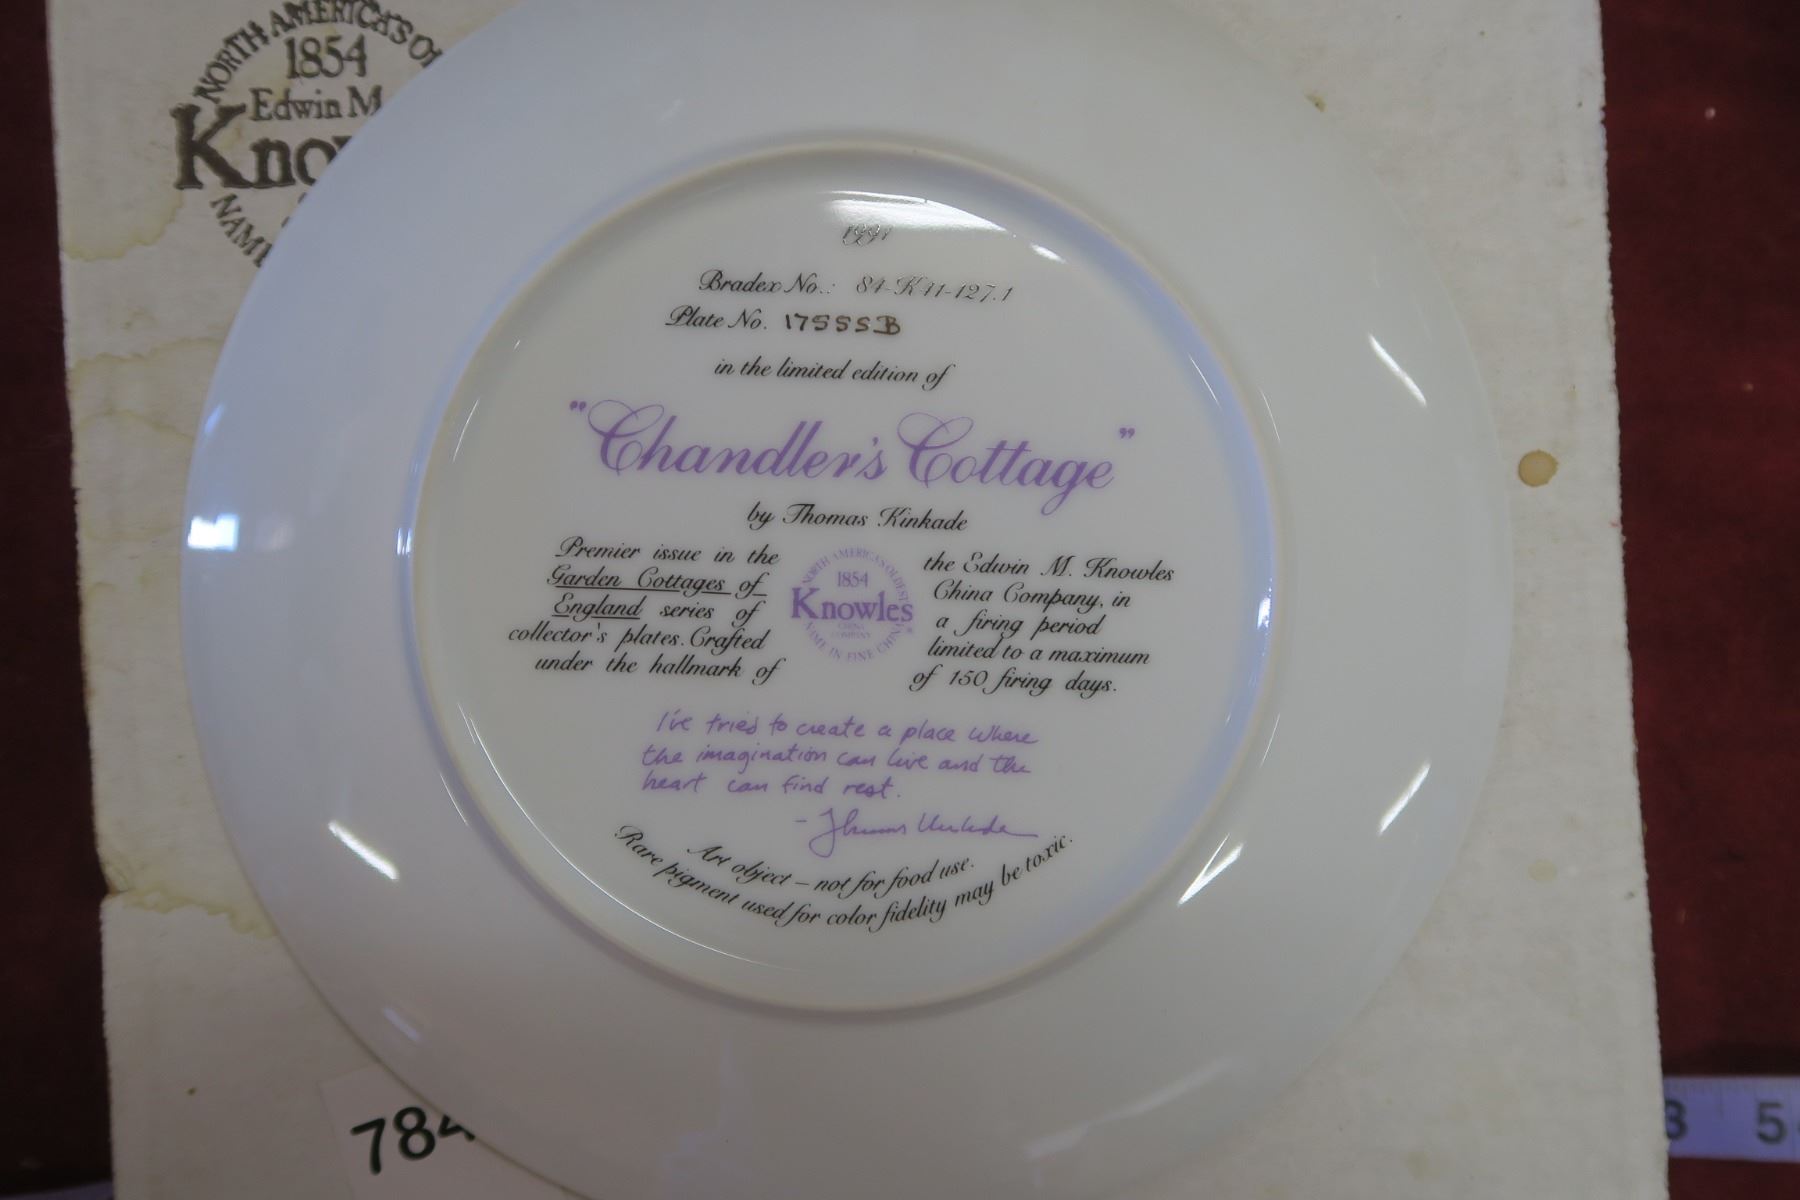 NORTH AMERICA'S OL
1854
Edwin M.
Kno
NAME
1991
Bradex No.: 84-K41-127.1
Plate No. 17555B
in the limited edition of
"Chandler's Cottage"
by Thomas Kinkade
Premier issue in the
Garden Cottages of
England series of
collector's plates. Crafted
under the hallmark of
NORTH AMERICA'S OLDEST
1854
Knowles
CHINA
COMPANY
NAME IN FINE CHINA
the Edwin M. Knowles
China Company, in
a firing period
limited to a maximum
of 150 firing days.
I've tried to create a place where
the imagination can live and the
heart can find rest.
- Thomas Kinkade
Art object – not for food use.
Rare pigment used for color fidelity may be toxic.
784
3 5